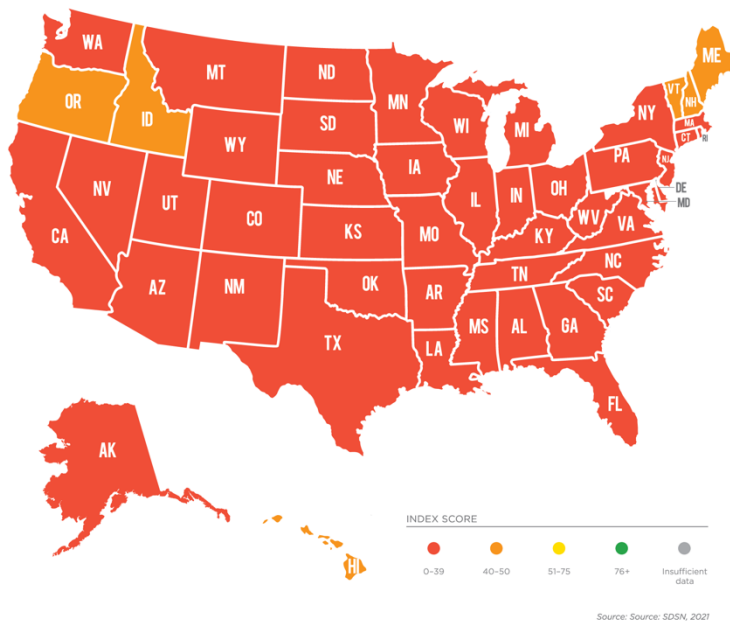 WA
MT
ND
MN
ME
VT
NH
OR
ID
SD
WI
MI
NY
MA
CT
RI
WY
IA
PA
NJ
NE
NV
UT
CO
IL
IN
OH
DE
MD
WV
VA
CA
KS
MO
KY
NC
TN
AZ
NM
OK
AR
SC
MS
AL
GA
TX
LA
FL
AK
HI
INDEX SCORE
0–39
40–50
51–75
76+
Insufficient
data
Source: Source: SDSN, 2021